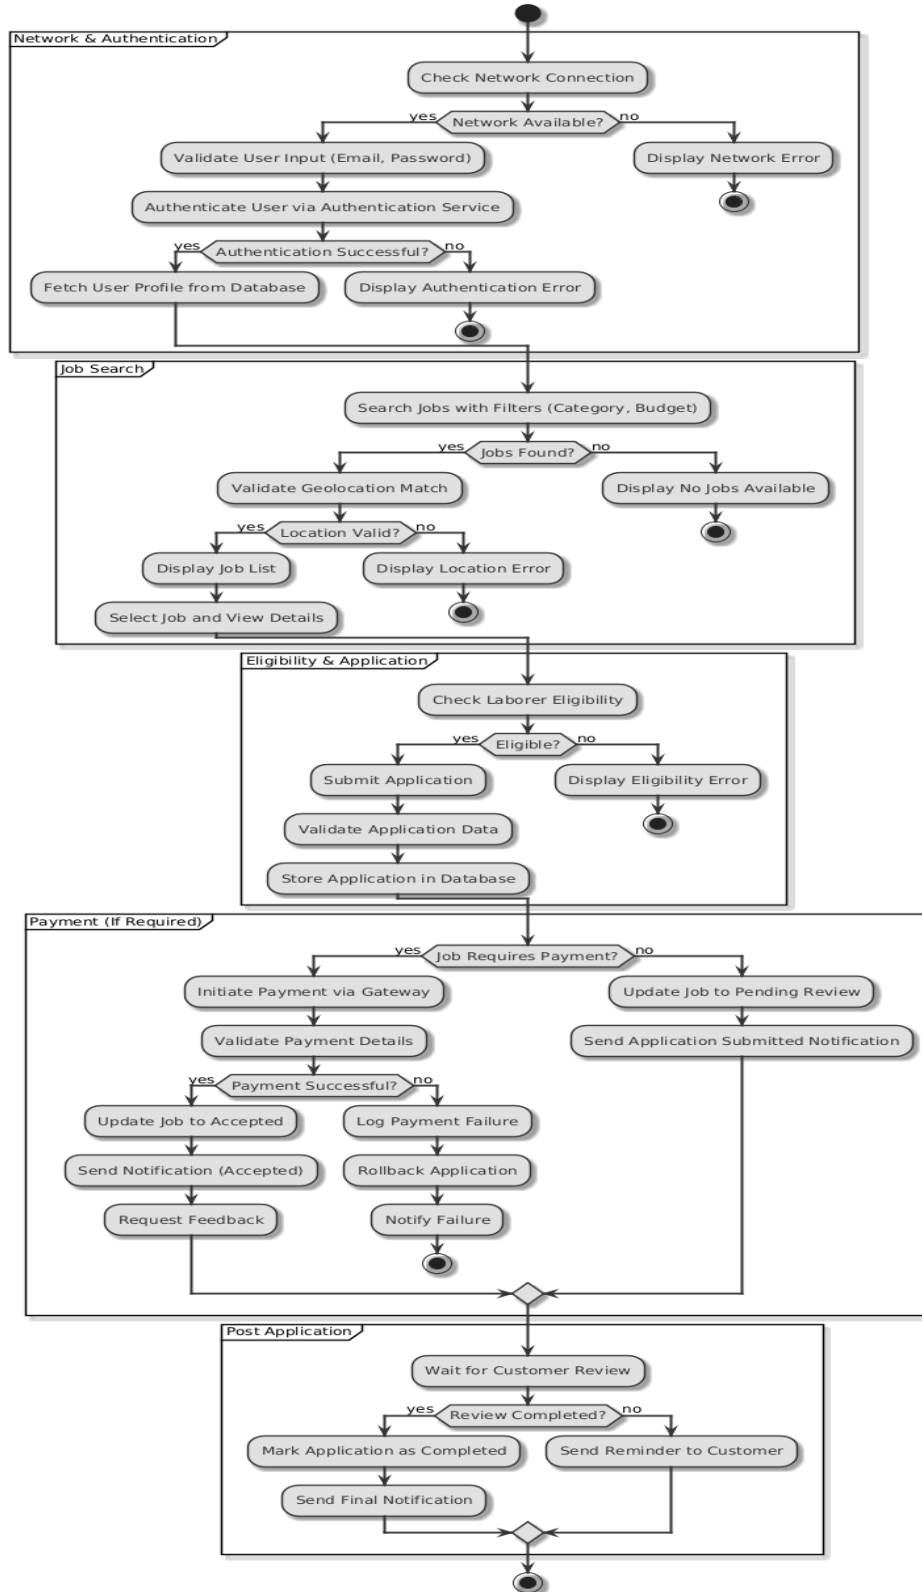 Network & Authentication
Check Network Connection
yes
Network Available?
no
Validate User Input (Email, Password)
Display Network Error
Authenticate User via Authentication Service
yes
Authentication Successful?
no
Fetch User Profile from Database
Display Authentication Error
Job Search
Search Jobs with Filters (Category, Budget)
yes
Jobs Found?
no
Validate Geolocation Match
Display No Jobs Available
yes
Location Valid?
no
Display Job List
Display Location Error
Select Job and View Details
Eligibility & Application
Check Laborer Eligibility
yes
Eligible?
no
Submit Application
Display Eligibility Error
Validate Application Data
Store Application in Database
Payment (If Required)
yes
Job Requires Payment?
no
Initiate Payment via Gateway
Update Job to Pending Review
Validate Payment Details
Send Application Submitted Notification
yes
Payment Successful?
no
Update Job to Accepted
Log Payment Failure
Send Notification (Accepted)
Rollback Application
Request Feedback
Notify Failure
Post Application
Wait for Customer Review
yes
Review Completed?
no
Mark Application as Completed
Send Reminder to Customer
Send Final Notification